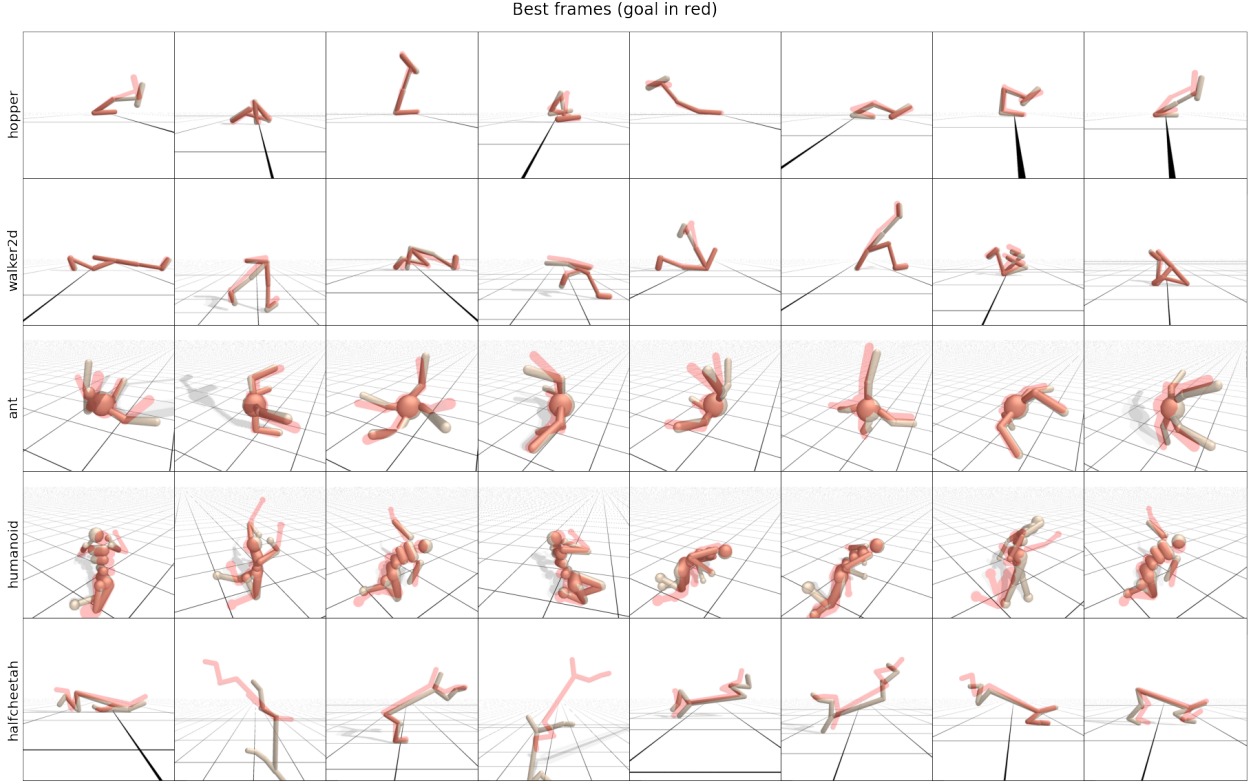 Best frames (goal in red)
hopper
walker2d
ant
humanoid
halfcheetah